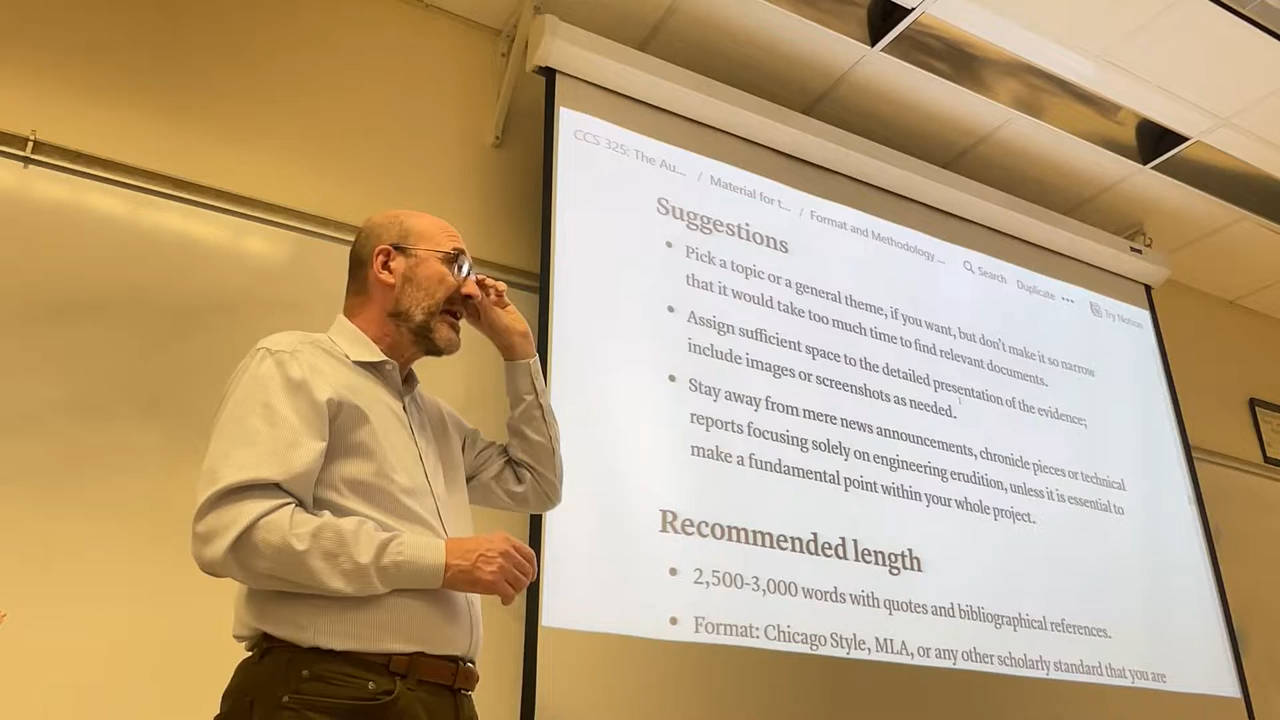 CCS 325: The Au... / Material for t... / Format and Methodology ... Search Duplicate ••• Try Notion
Suggestions
• Pick a topic or a general theme, if you want, but don't make it so narrow
that it would take too much time to find relevant documents.
• Assign sufficient space to the detailed presentation of the evidence;
include images or screenshots as needed.
• Stay away from mere news announcements, chronicle pieces or technical
reports focusing solely on engineering erudition, unless it is essential to
make a fundamental point within your whole project.
Recommended length
• 2,500-3,000 words with quotes and bibliographical references.
• Format: Chicago Style, MLA, or any other scholarly standard that you are